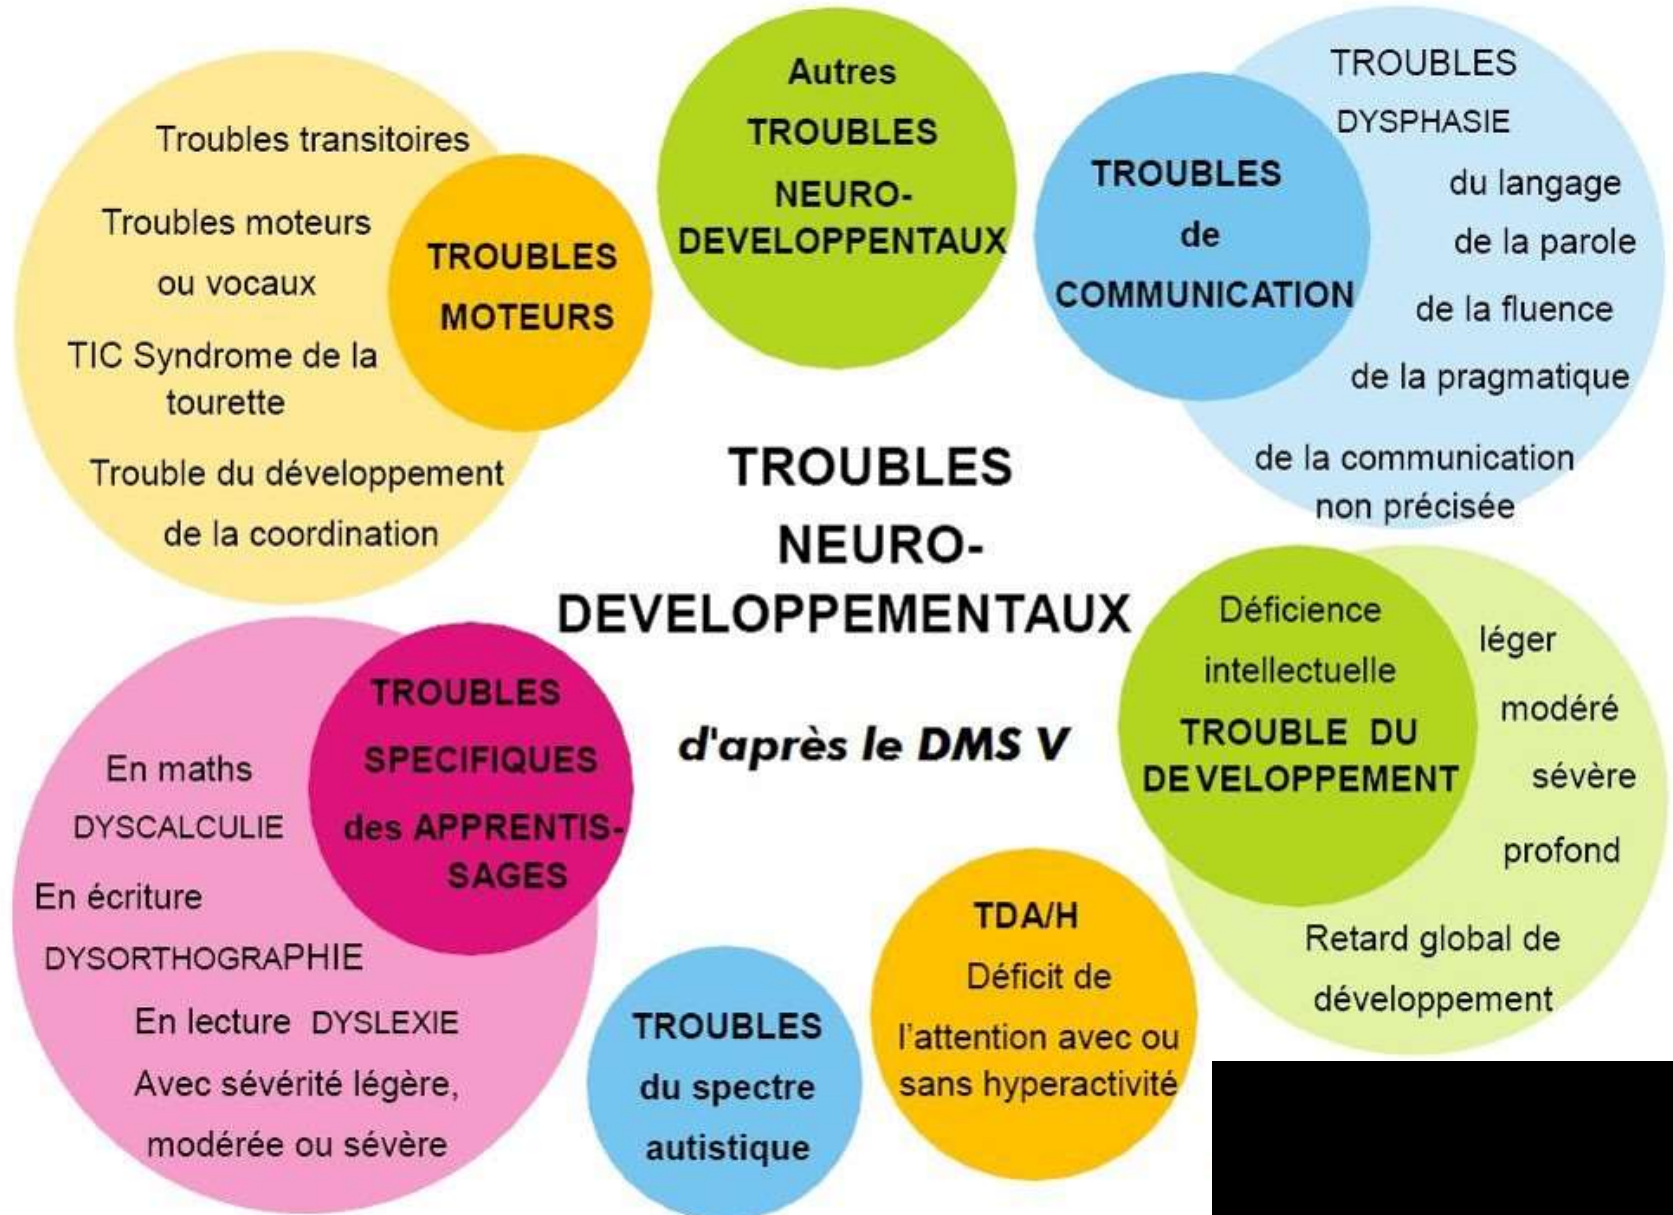 Troubles transitoires
Troubles moteurs
ou vocaux
TIC Syndrome de la
tourette
Trouble du développement
de la coordination
TROUBLES
MOTEURS
Autres
TROUBLES
NEURO-
DEVELOPPENTAUX
TROUBLES
de
COMMUNICATION
TROUBLES
DYSPHASIE
du langage
de la parole
de la fluence
de la pragmatique
de la communication
non précisée
TROUBLES
NEURO-
DEVELOPPEMENTAUX
d'après le DMS V
Déficience
intellectuelle
TROUBLE DU
DEVELOPPEMENT
léger
modéré
sévère
profond
Retard global de
développement
TROUBLES
SPECIFIQUES
des APPRENTIS-
SAGES
En maths
DYSCALCULIE
En écriture
DYSORTHOGRAPHIE
En lecture DYSLEXIE
Avec sévérité légère,
modérée ou sévère
TROUBLES
du spectre
autistique
TDA/H
Déficit de
l'attention avec ou
sans hyperactivité